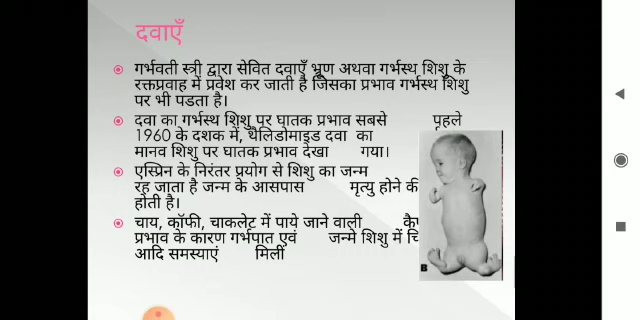 दवाएँ
गर्भवती स्त्री द्वारा सेवित दवाएँ भ्रूण अथवा गर्भस्थ शिशु के
रक्तप्रवाह में प्रवेश कर जाती है जिसका प्रभाव गर्भस्थ शिशु
पर भी पडता है।
दवा का गर्भस्थ शिशु पर घातक प्रभाव सबसे पहले
1960 के दशक में, थैलिडोमाइड दवा का
मानव शिशु पर घातक प्रभाव देखा गया।
एस्प्रिन के निरंतर प्रयोग से शिशु का जन्म
रह जाता है जन्म के आसपास मृत्यु होने की
होती है।
चाय, कॉफी, चाकलेट में पाये जाने वाली
प्रभाव के कारण गर्भपात एवं जन्मे शिशु में
आदि समस्याएं मिलीं
B